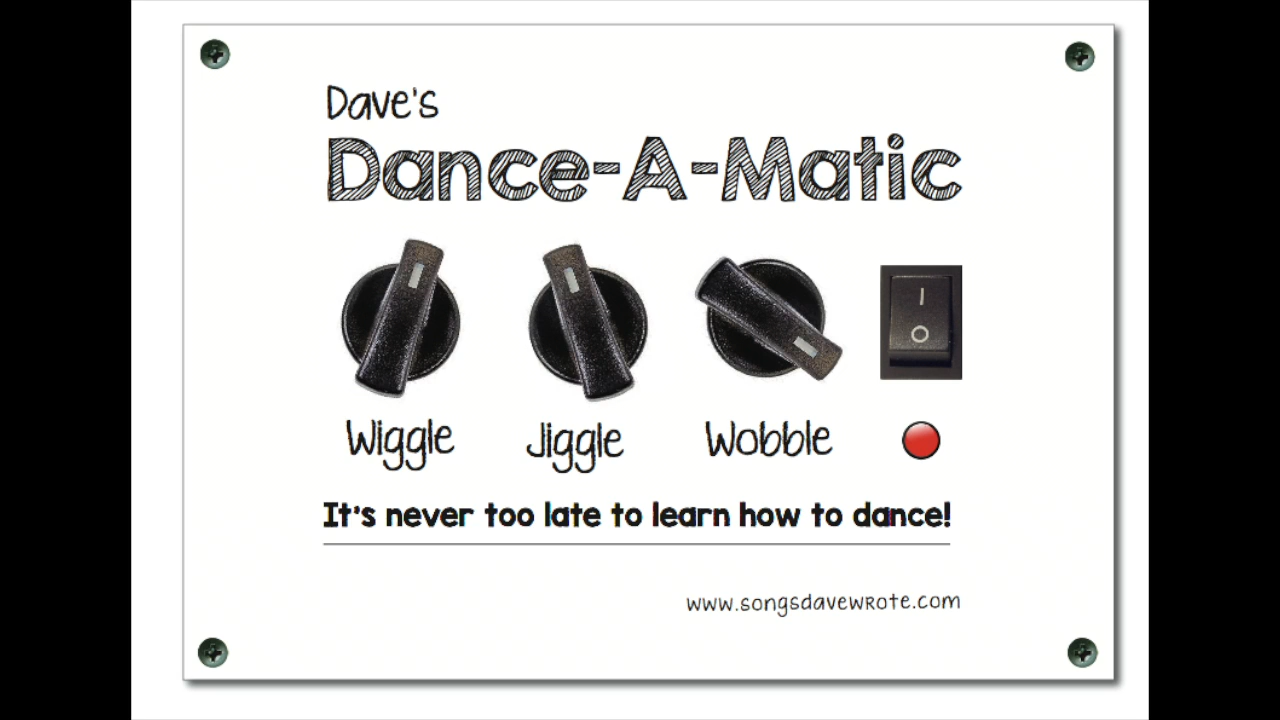 Dave's
Dance-A-Matic
Wiggle Jiggle Wobble
It's never too late to learn how to dance!
www.songsdavewrote.com